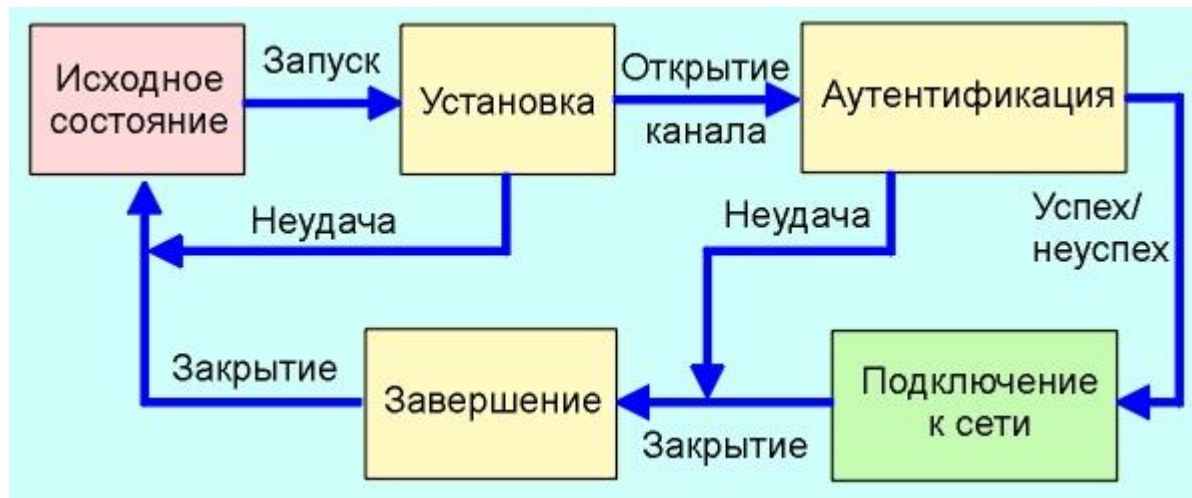 Исходное
состояние
Запуск
Установка
Открытие
канала
Аутентификация
Неудача
Неудача
Успех/
неуспех
Закрытие
Завершение
Закрытие
Подключение
к сети